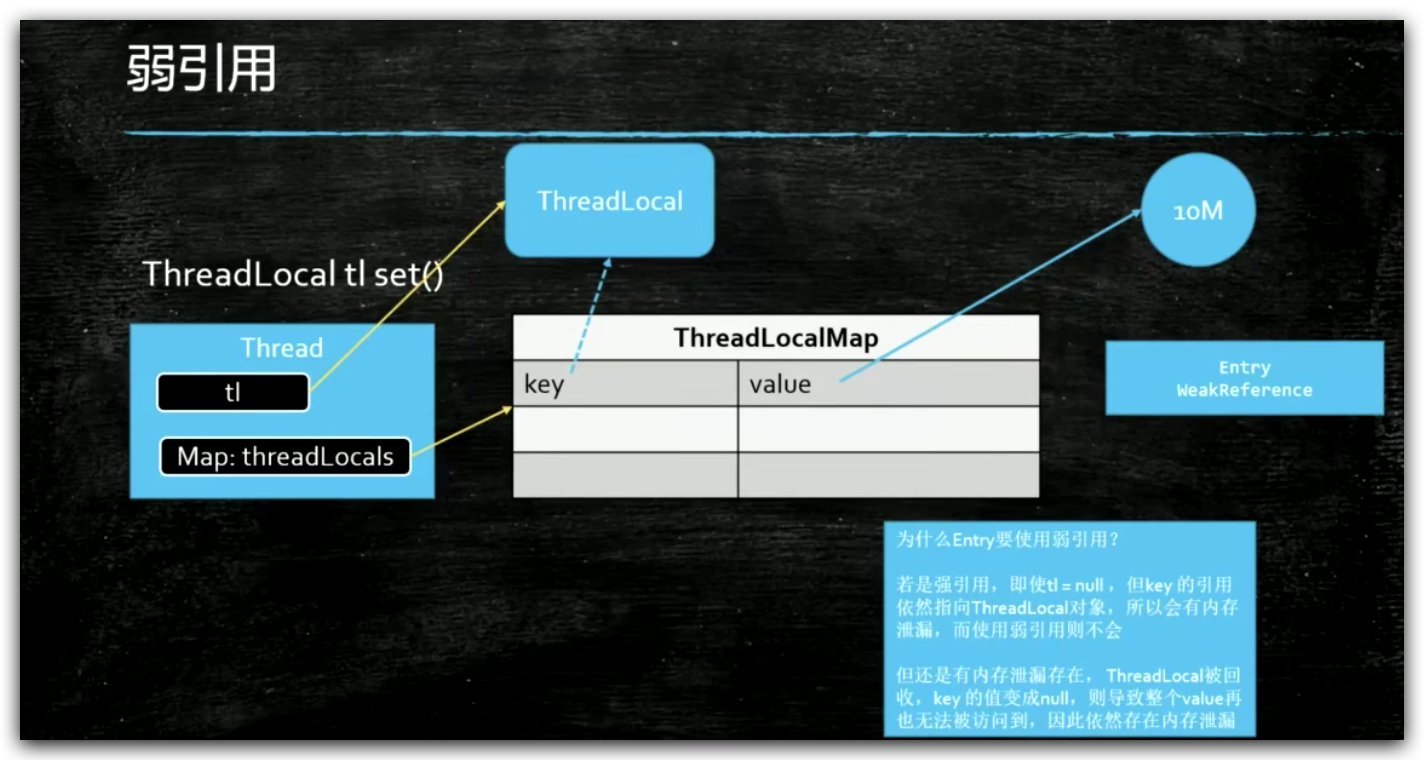 弱引用
ThreadLocal
10M
ThreadLocal tl set()
Thread
tl
Map: threadLocals
ThreadLocalMap
key value
Entry
WeakReference
为什么Entry要使用弱引用？
若是强引用，即使tl = null ，但key 的引用
依然指向ThreadLocal对象，所以会有内存
泄漏，而使用弱引用则不会
但还是有内存泄漏存在， ThreadLocal被回
收，key 的值变成null，则导致整个value再
也无法被访问到，因此依然存在内存泄漏